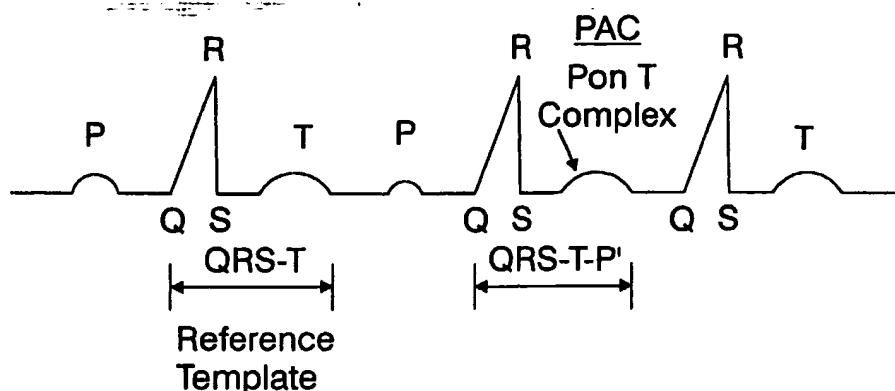 PAC
R R R
Pon T
Complex
P T P T
Q S Q S Q S
QRS-T QRS-T-P'
Reference
Template